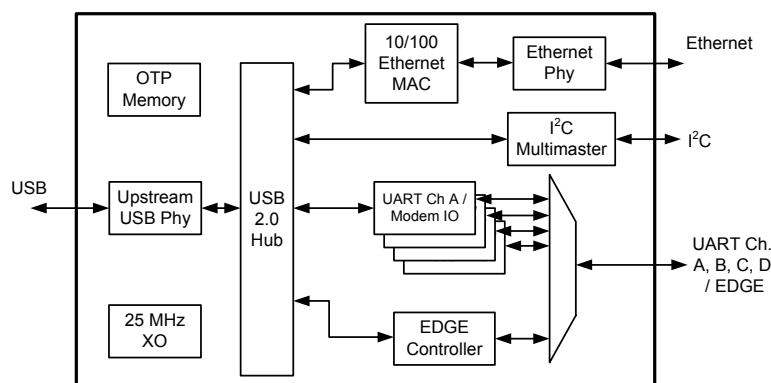 OTP
Memory
10/100
Ethernet
MAC
Ethernet
Phy
Ethernet
I²C
Multimaster
I²C
USB
Upstream
USB Phy
USB
2.0
Hub
UART Ch A /
Modem IO
UART Ch.
A, B, C, D
/ EDGE
25 MHz
XO
EDGE
Controller